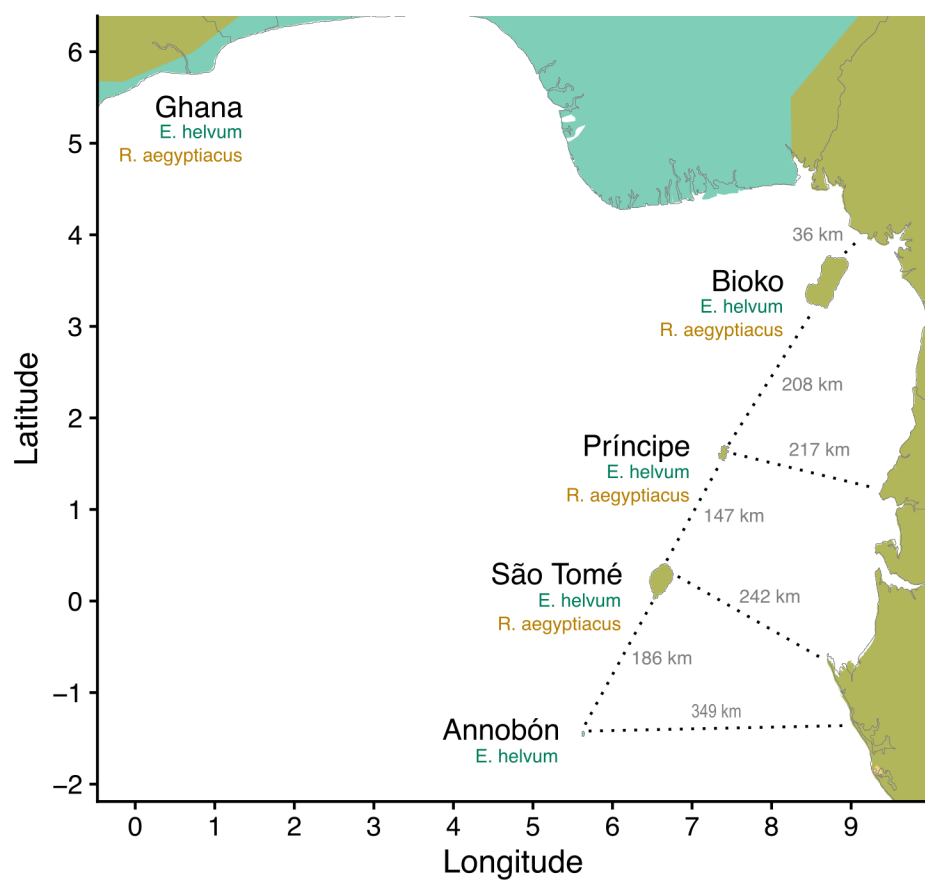 6
Ghana
E. helvum
R. aegyptiacus
5
4
36 km
Bioko
E. helvum
R. aegyptiacus
3
208 km
2
Príncipe
E. helvum
R. aegyptiacus
217 km
1
147 km
São Tomé
E. helvum
R. aegyptiacus
0
242 km
186 km
−1
349 km
Annobón
E. helvum
−2
Latitude
0 1 2 3 4 5 6 7 8 9
Longitude